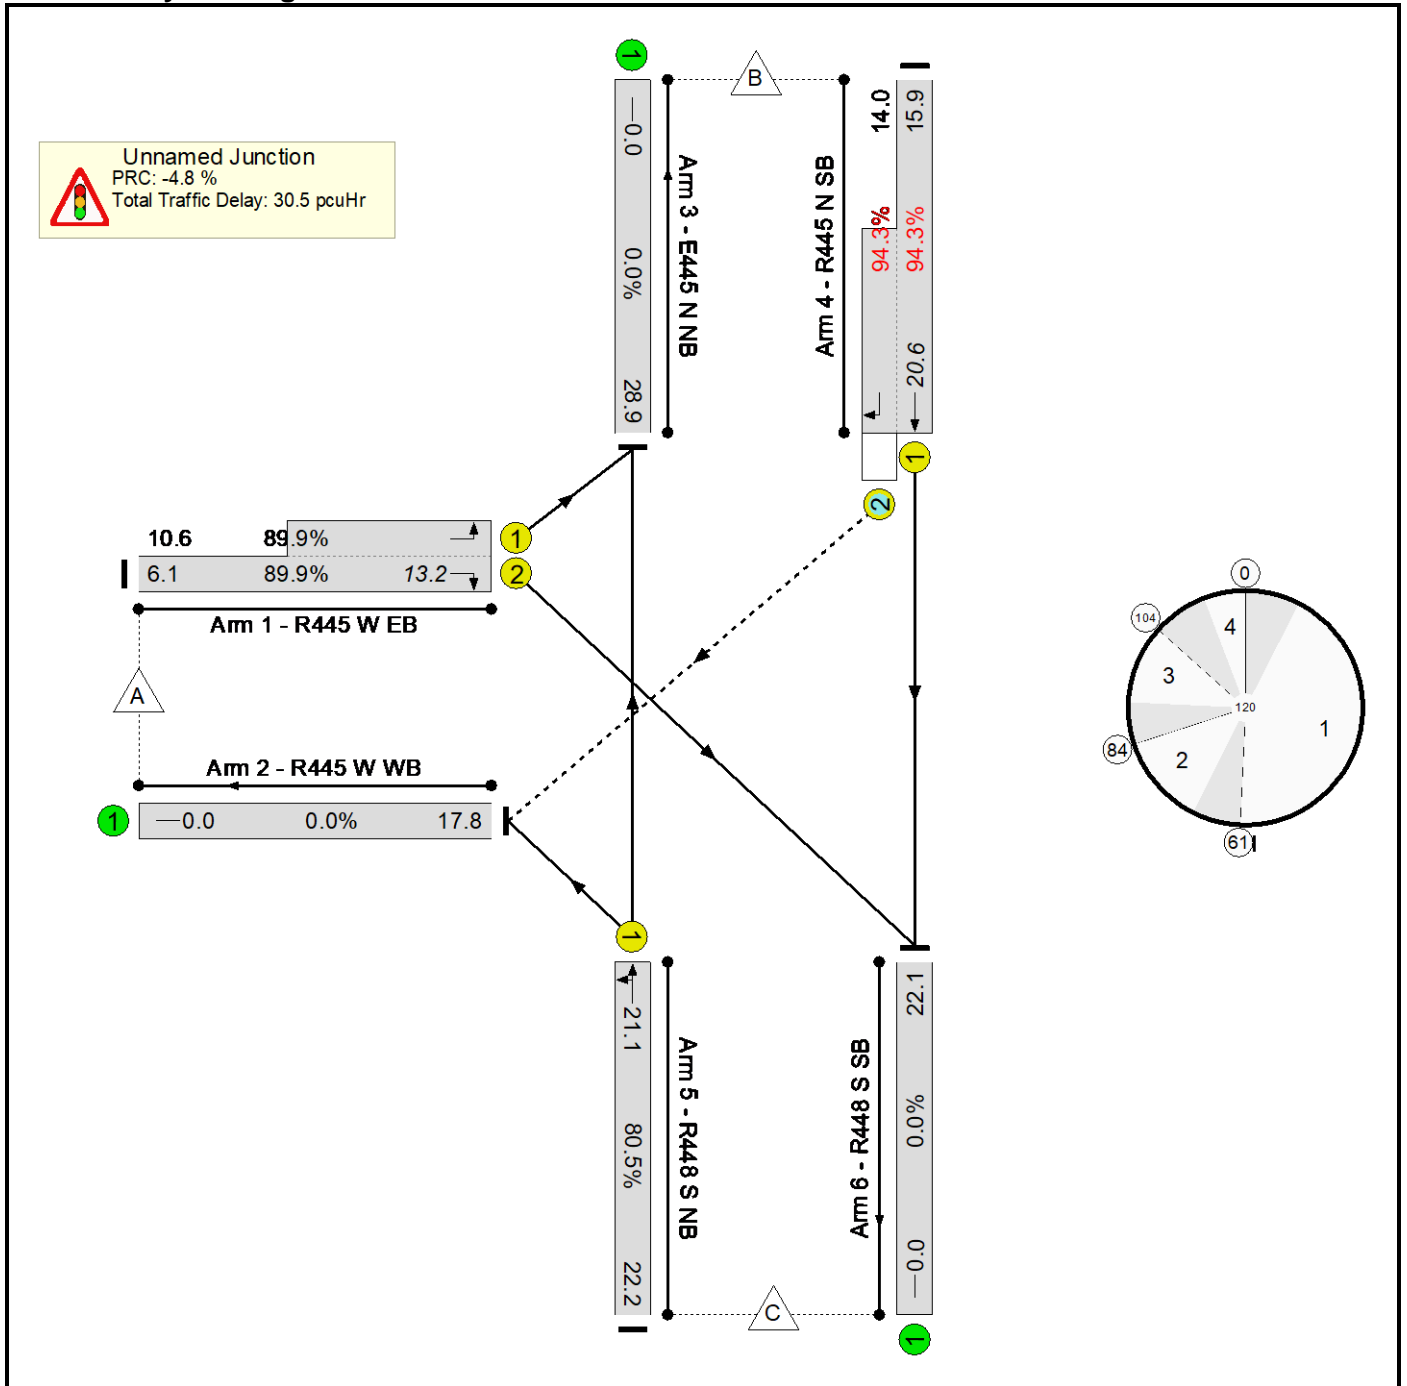 Unnamed Junction
PRC: -4.8 %
Total Traffic Delay: 30.5 pcuHr
1
0.0
0.0%
28.9
Arm 3 - E445 N NB
B
Arm 4 - R445 N SB
14.0
94.3%
15.9
94.3%
20.6
1
2
10.6 89.9%
6.1 89.9% 13.2
1
2
Arm 1 - R445 W EB
A
Arm 2 - R445 W WB
1
0.0 0.0% 17.8
0
104
4
3
120
1
84
2
61
1
21.1
80.5%
22.2
Arm 5 - R448 S NB
C
Arm 6 - R448 S SB
22.1
0.0%
0.0
1